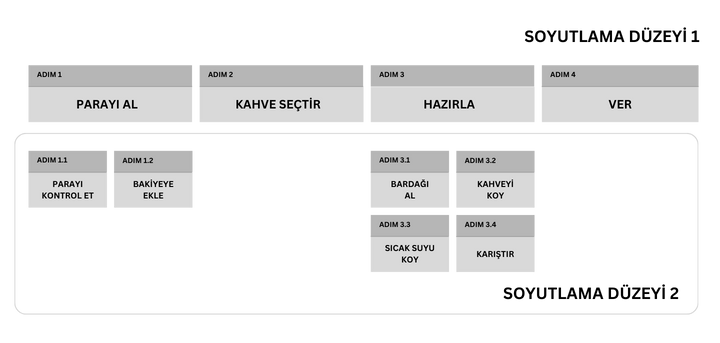 SOYUTLAMA DÜZEYİ 1
ADIM 1
PARAYI AL
ADIM 2
KAHVE SEÇTİR
ADIM 3
HAZIRLA
ADIM 4
VER
ADIM 1.1
PARAYI
KONTROL ET
ADIM 1.2
BAKİYEYE
EKLE
ADIM 3.1
BARDAĞI
AL
ADIM 3.2
KAHVEYİ
KOY
ADIM 3.3
SICAK SUYU
KOY
ADIM 3.4
KARIŞTIR
SOYUTLAMA DÜZEYİ 2